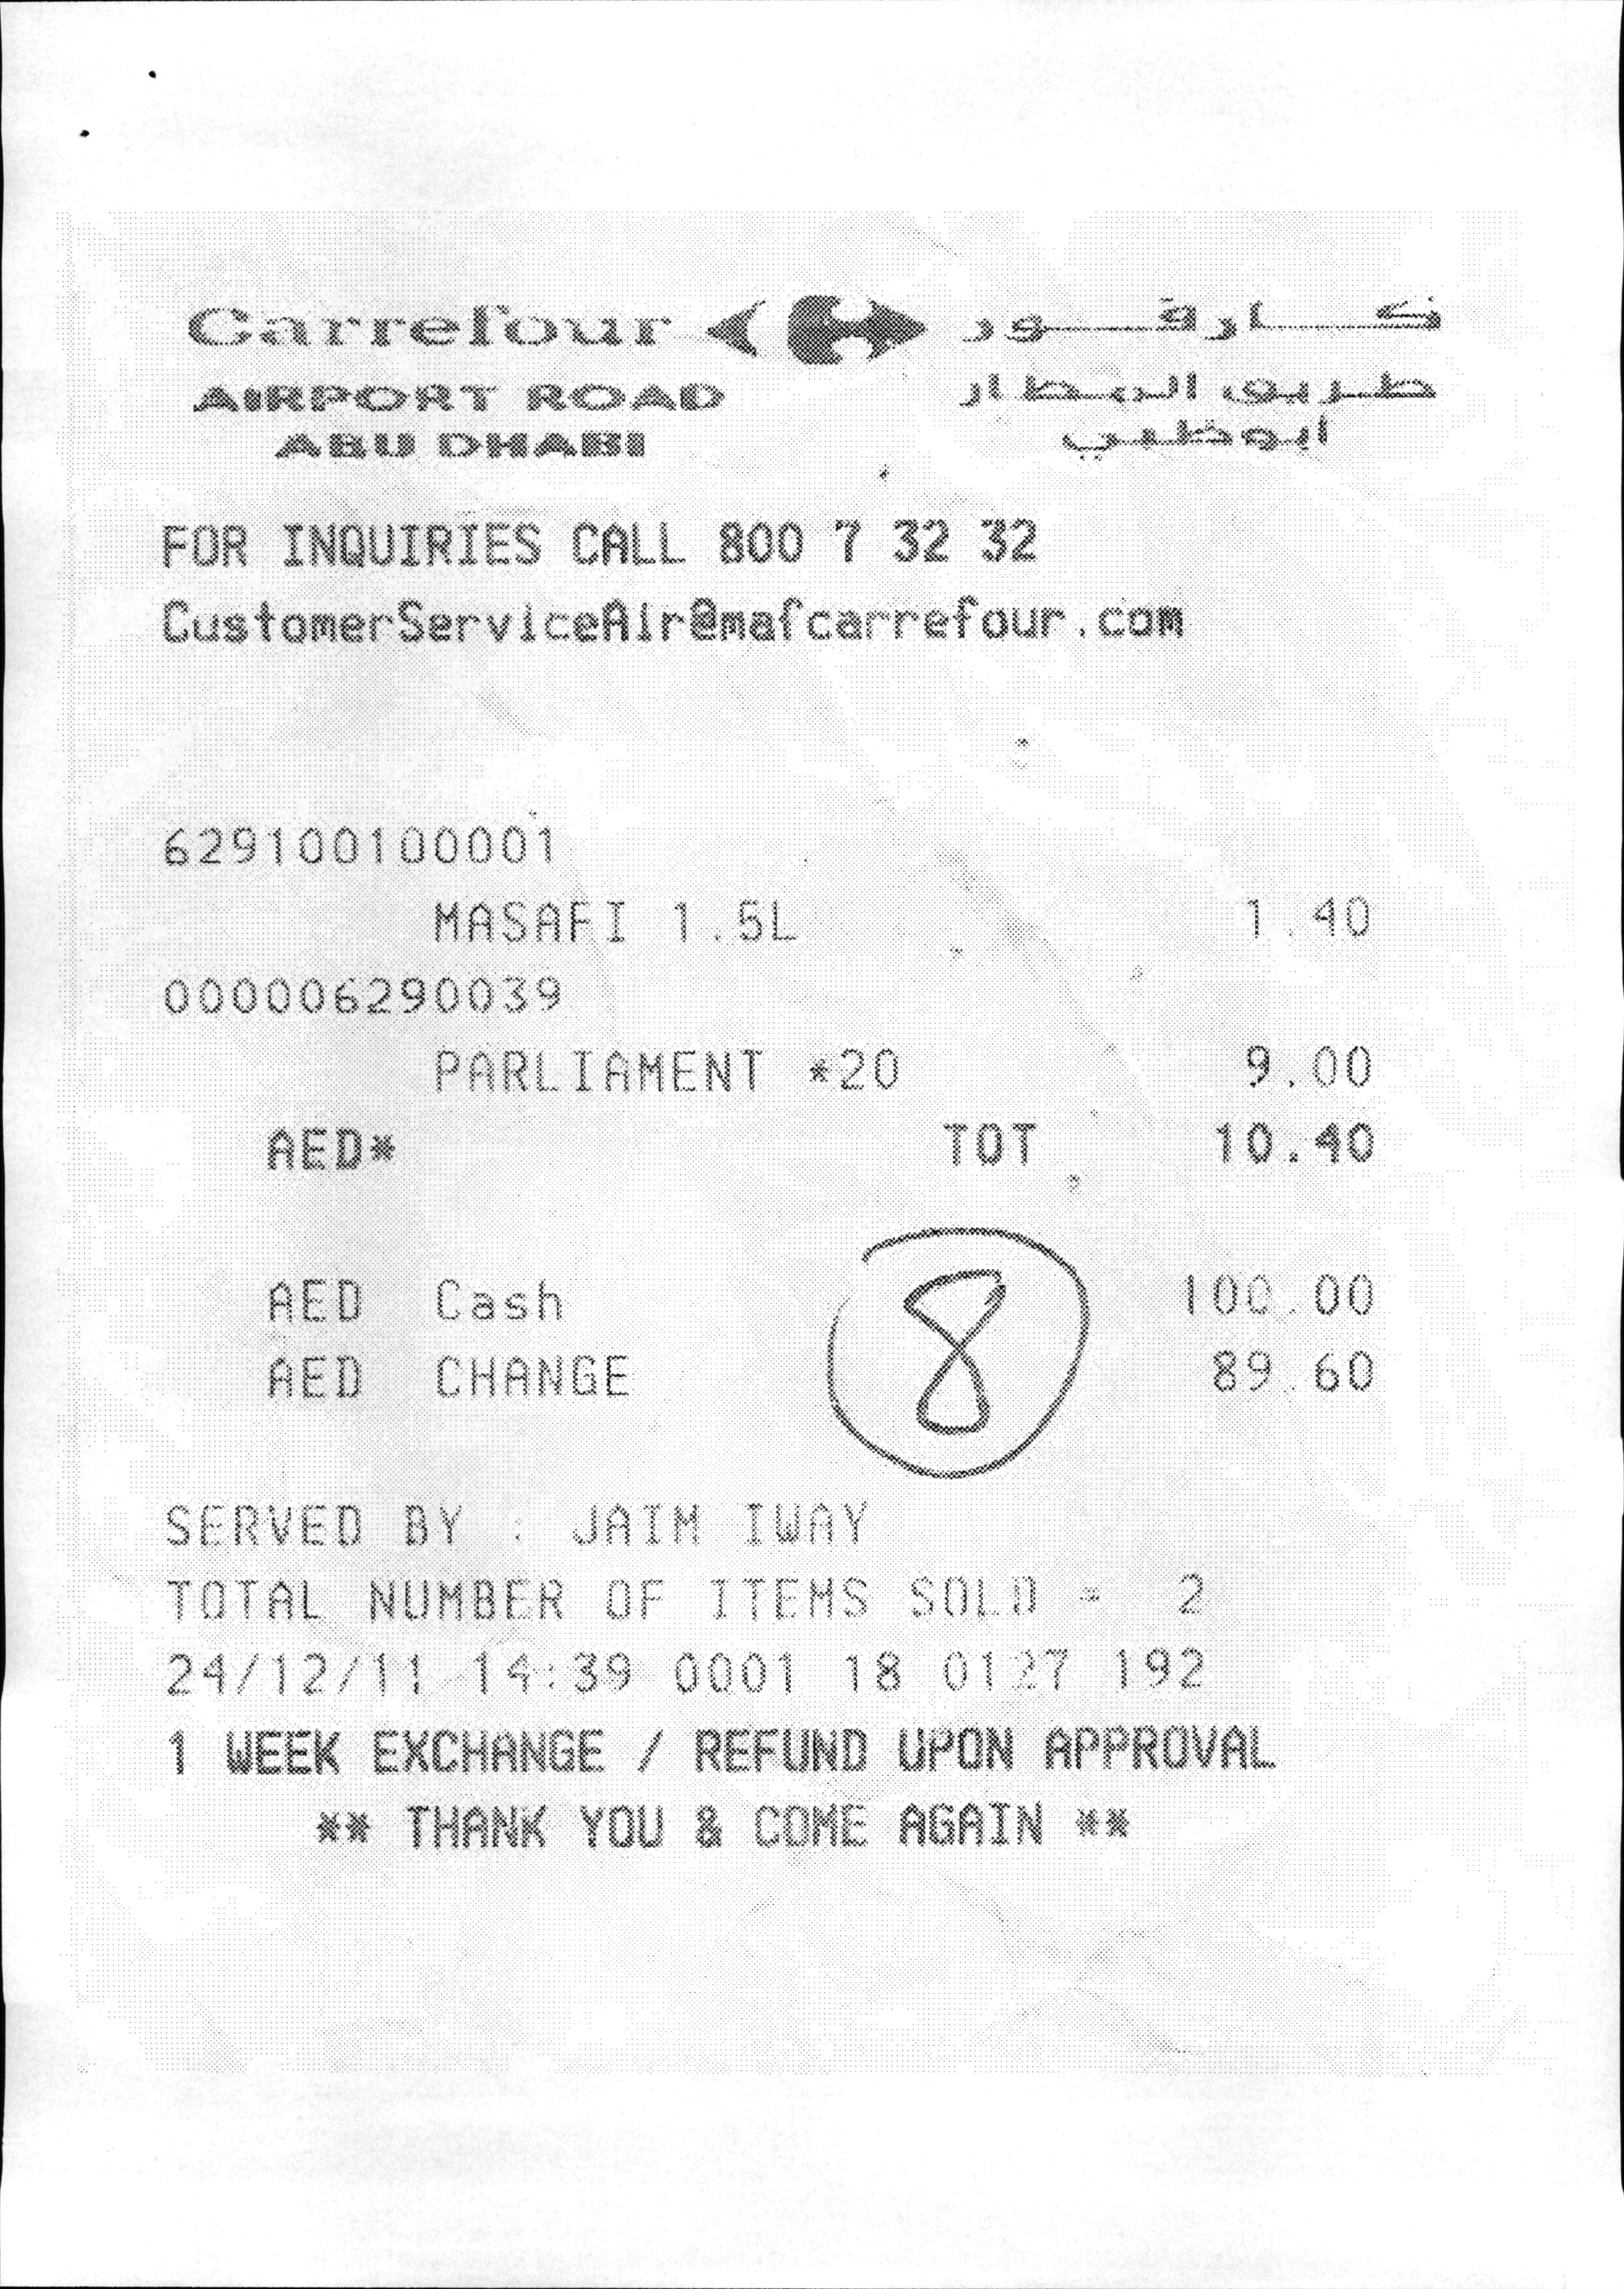 Carrefour كارفور
AIRPORT ROAD طريق المطار
ABU DHABI ابوظبي
FOR INQUIRIES CALL 800 7 32 32
CustomerServiceAir@mafcarrefour.com
629100100001
MASAFI 1.5L 1.40
000006290039
PARLIAMENT *20 9.00
AED* TOT 10.40
AED Cash 100.00
8
AED CHANGE 89.60
SERVED BY : JAIM IWAY
TOTAL NUMBER OF ITEMS SOLD = 2
24/12/11 14:39 0001 18 0127 192
1 WEEK EXCHANGE / REFUND UPON APPROVAL
** THANK YOU & COME AGAIN **